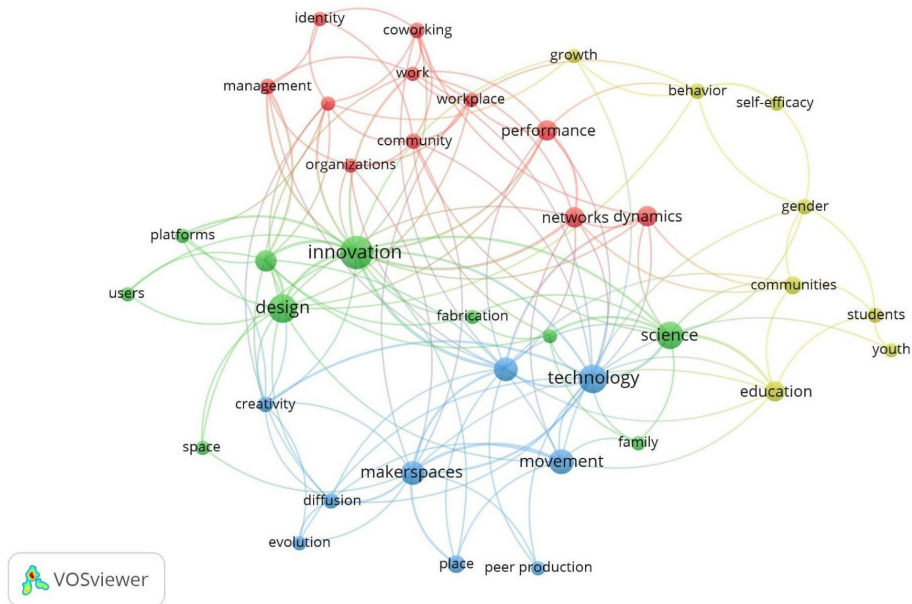 identity
coworking
growth
work
management
behavior
workplace
self-efficacy
performance
community
organizations
gender
networks dynamics
platforms
innovation
communities
users
design
fabrication
students
science
youth
technology
education
creativity
space
family
movement
makerspaces
diffusion
evolution
place
peer production
VOSviewer